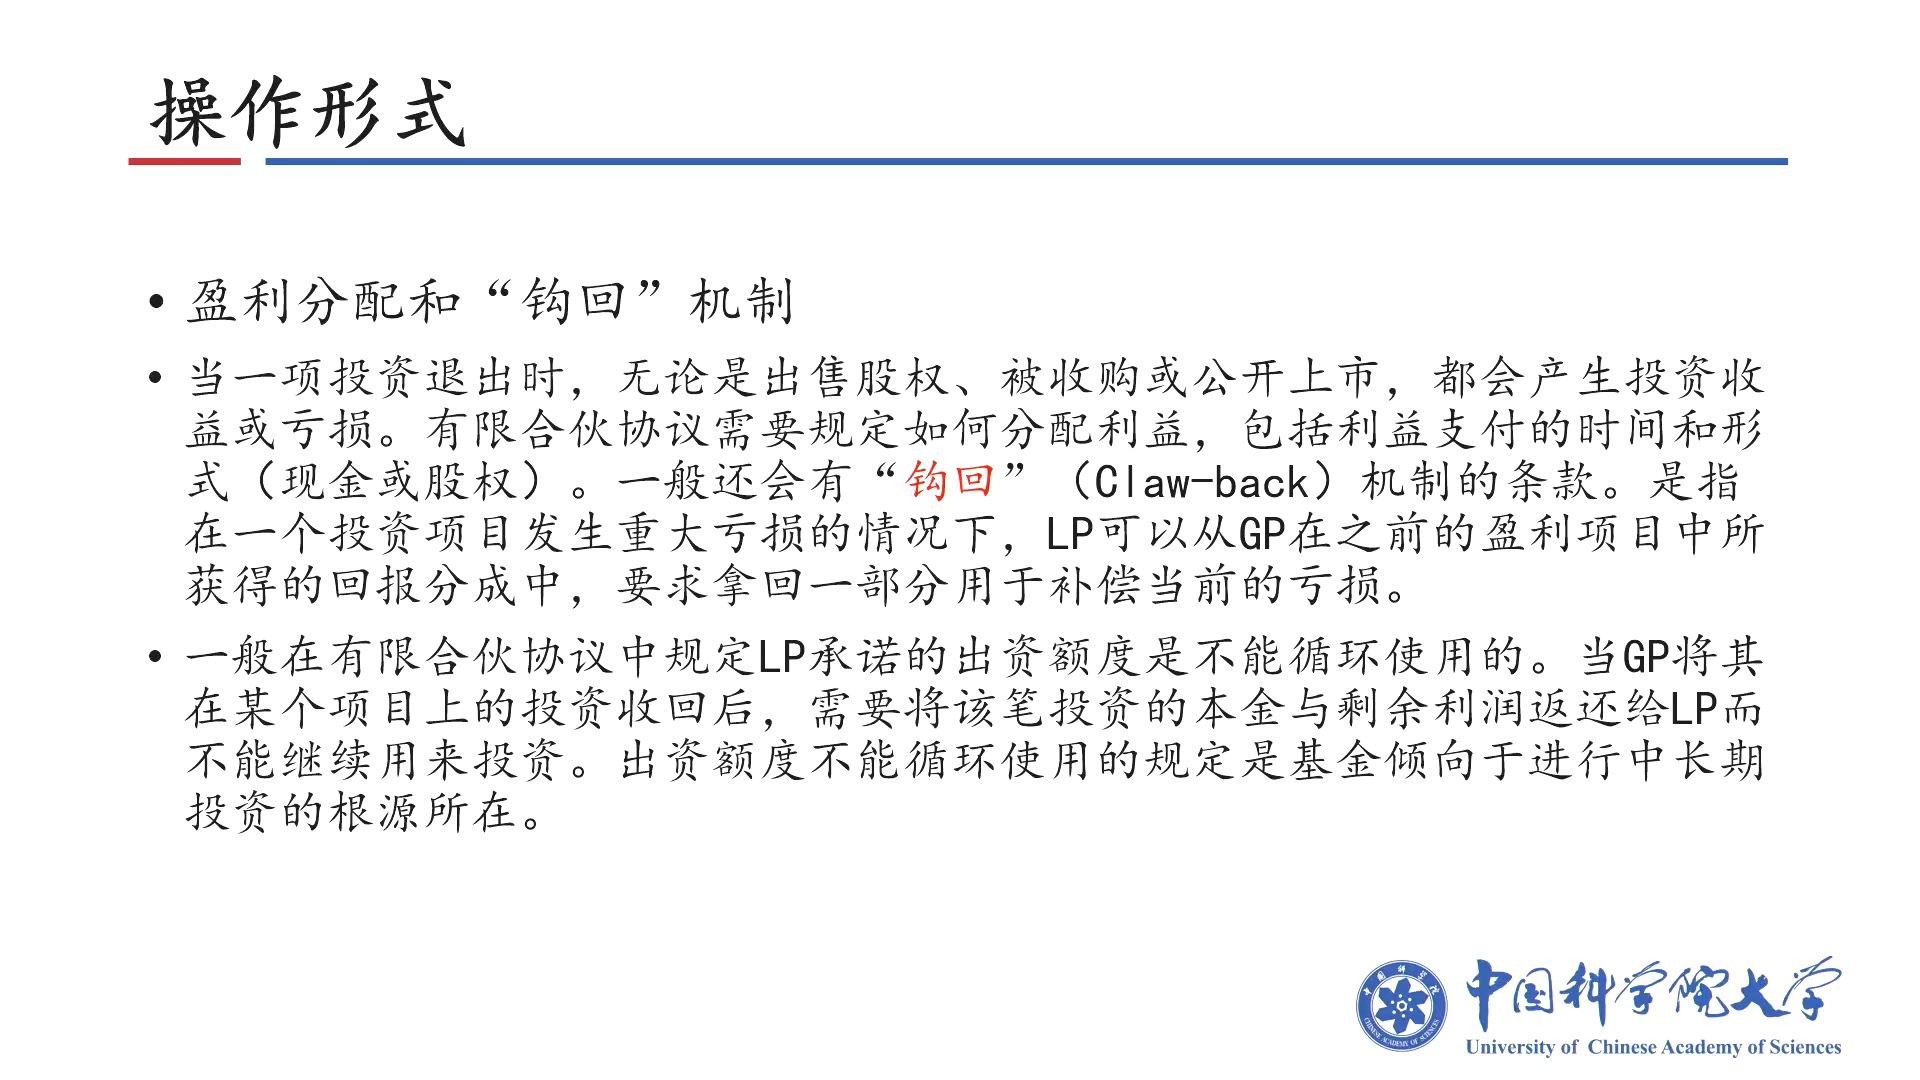 操作形式
• 盈利分配和“钩回”机制
• 当一项投资退出时，无论是出售股权、被收购或公开上市，都会产生投资收
益或亏损。有限合伙协议需要规定如何分配利益，包括利益支付的时间和形
式（现金或股权）。一般还会有“钩回”（Claw-back）机制的条款。是指
在一个投资项目发生重大亏损的情况下，LP可以从GP在之前的盈利项目中所
获得的回报分成中，要求拿回一部分用于补偿当前的亏损。
• 一般在有限合伙协议中规定LP承诺的出资额度是不能循环使用的。当GP将其
在某个项目上的投资收回后，需要将该笔投资的本金与剩余利润返还给LP而
不能继续用来投资。出资额度不能循环使用的规定是基金倾向于进行中长期
投资的根源所在。
中国科学院
CHINESE ACADEMY OF SCIENCES
中国科学院大学
University of Chinese Academy of Sciences